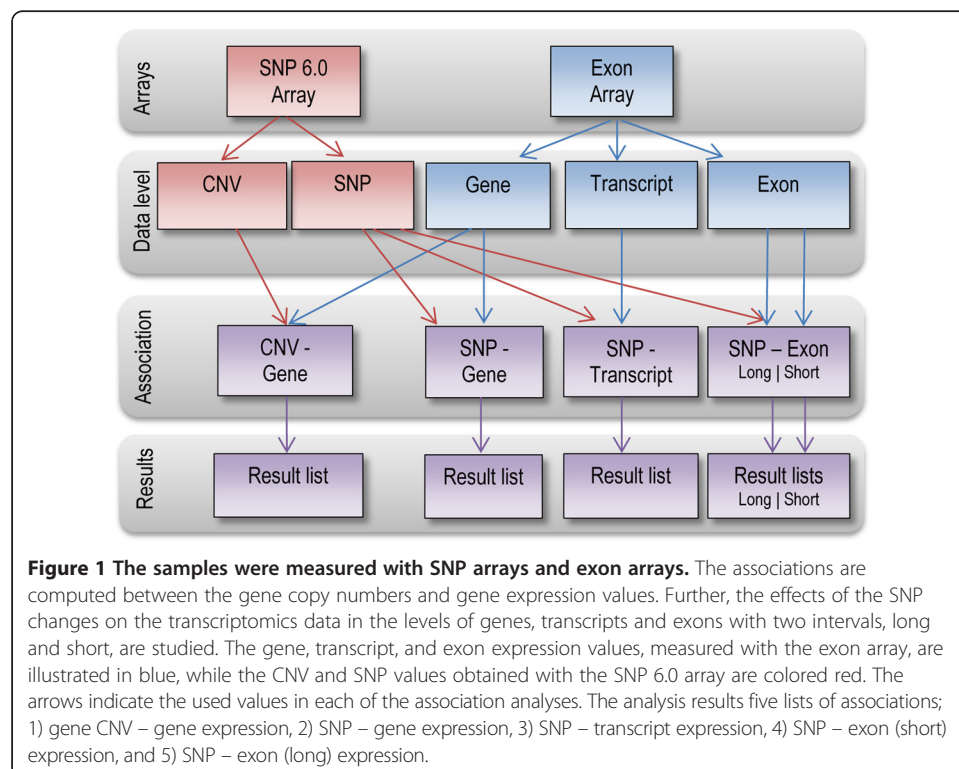 Arrays
SNP 6.0
Array
Exon
Array
Data level
CNV
SNP
Gene
Transcript
Exon
Association
CNV -
Gene
SNP -
Gene
SNP -
Transcript
SNP – Exon
Long | Short
Results
Result list
Result list
Result list
Result lists
Long | Short
Figure 1 The samples were measured with SNP arrays and exon arrays. The associations are
computed between the gene copy numbers and gene expression values. Further, the effects of the SNP
changes on the transcriptomics data in the levels of genes, transcripts and exons with two intervals, long
and short, are studied. The gene, transcript, and exon expression values, measured with the exon array, are
illustrated in blue, while the CNV and SNP values obtained with the SNP 6.0 array are colored red. The
arrows indicate the used values in each of the association analyses. The analysis results five lists of associations;
1) gene CNV – gene expression, 2) SNP – gene expression, 3) SNP – transcript expression, 4) SNP – exon (short)
expression, and 5) SNP – exon (long) expression.